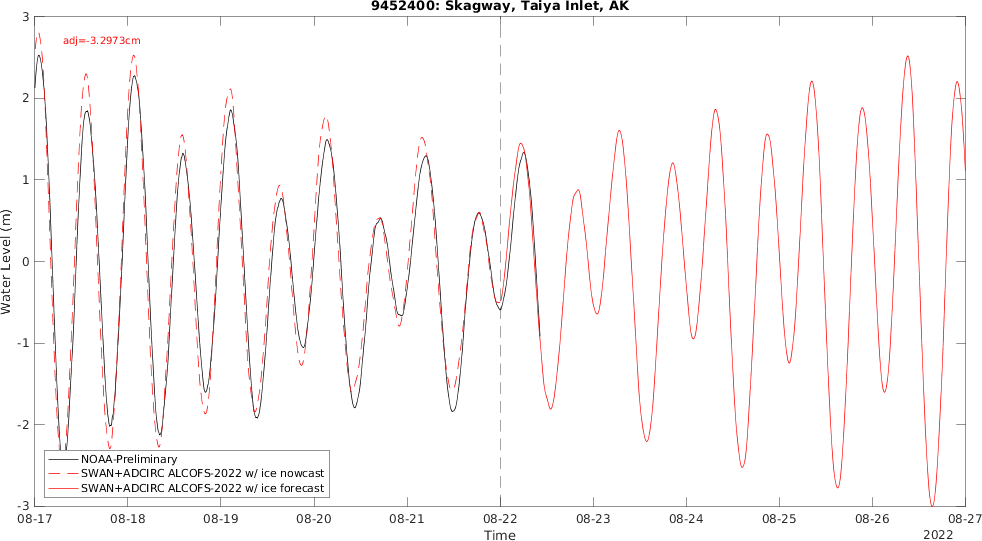 9452400: Skagway, Taiya Inlet, AK
adj=-3.2973cm
3
2
1
0
-1
-2
-3
Water Level (m)
NOAA-Preliminary
SWAN+ADCIRC ALCOFS-2022 w/ ice nowcast
SWAN+ADCIRC ALCOFS-2022 w/ ice forecast
08-17 08-18 08-19 08-20 08-21 08-22 08-23 08-24 08-25 08-26 08-27
Time
2022